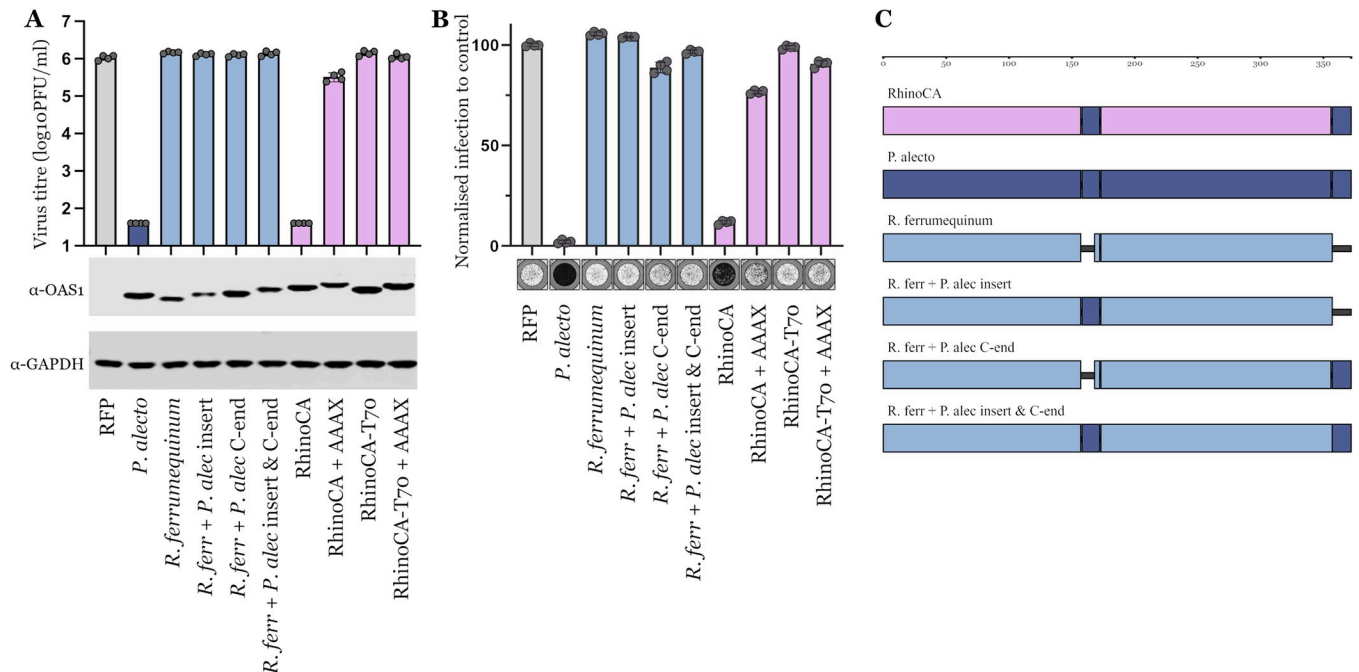 A
7
6
5
4
3
2
1
Virus titre (log10PFU/ml)
α-OAS1
α-GAPDH
RFP
P. alecto
R. ferrumequinum
R. ferr + P. alec insert
R. ferr + P. alec C-end
R. ferr + P. alec insert & C-end
RhinoCA
RhinoCA + AAAX
RhinoCA-T70
RhinoCA-T70 + AAAX
B
100
50
0
Normalised infection to control
RFP
P. alecto
R. ferrumequinum
R. ferr + P. alec insert
R. ferr + P. alec C-end
R. ferr + P. alec insert & C-end
RhinoCA
RhinoCA + AAAX
RhinoCA-T70
RhinoCA-T70 + AAAX
C
0 50 100 150 200 250 300 350
RhinoCA
P. alecto
R. ferrumequinum
R. ferr + P. alec insert
R. ferr + P. alec C-end
R. ferr + P. alec insert & C-end